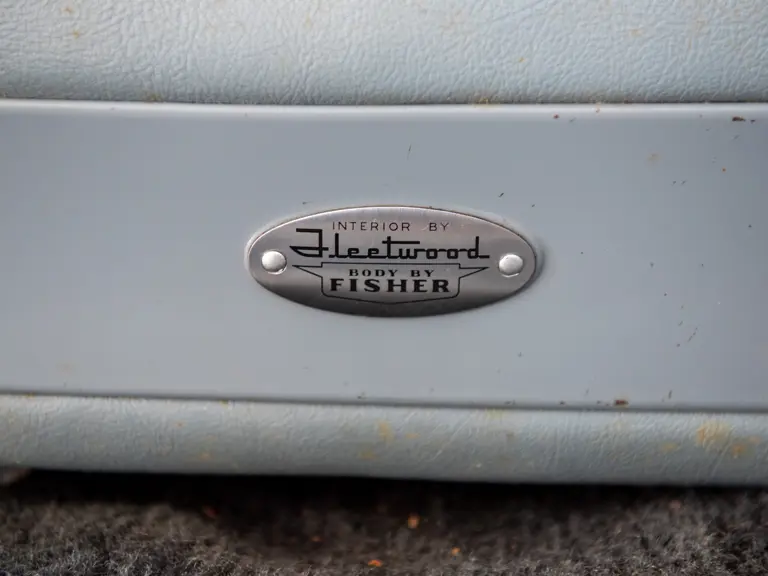 INTERIOR BY
Fleetwood
BODY BY
FISHER